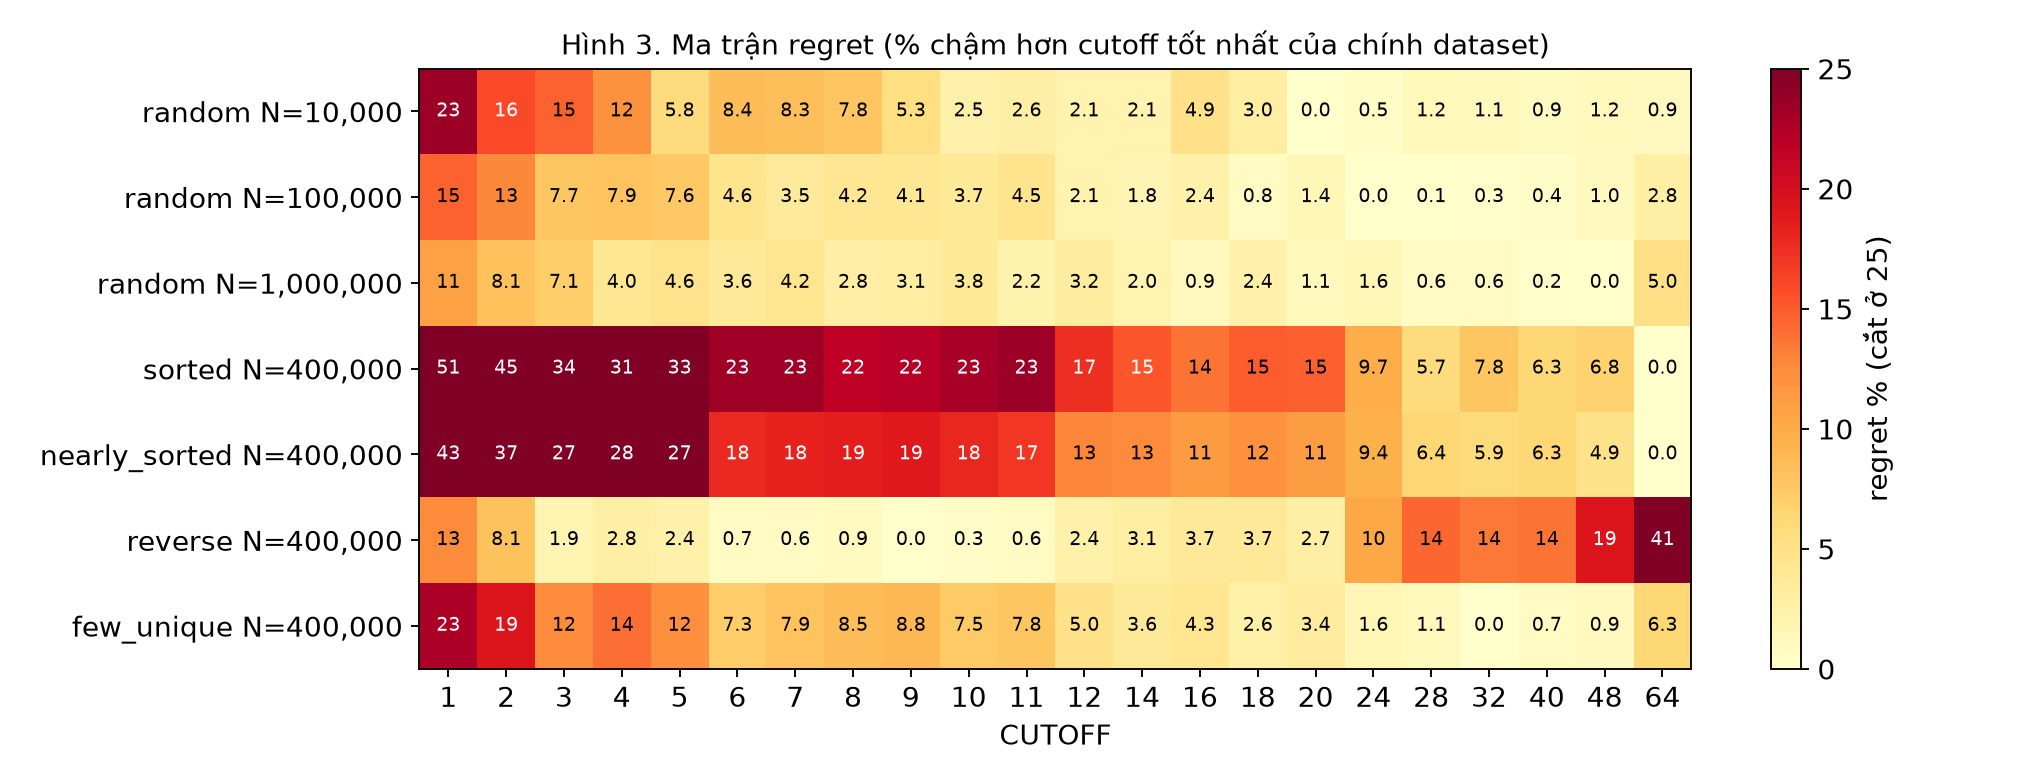 Hình 3. Ma trận regret (% chậm hơn cutoff tốt nhất của chính dataset)
random N=10,000 23 16 15 12 5.8 8.4 8.3 7.8 5.3 2.5 2.6 2.1 2.1 4.9 3.0 0.0 0.5 1.2 1.1 0.9 1.2 0.9
random N=100,000 15 13 7.7 7.9 7.6 4.6 3.5 4.2 4.1 3.7 4.5 2.1 1.8 2.4 0.8 1.4 0.0 0.1 0.3 0.4 1.0 2.8
random N=1,000,000 11 8.1 7.1 4.0 4.6 3.6 4.2 2.8 3.1 3.8 2.2 3.2 2.0 0.9 2.4 1.1 1.6 0.6 0.6 0.2 0.0 5.0
sorted N=400,000 51 45 34 31 33 23 23 22 22 23 23 17 15 14 15 15 9.7 5.7 7.8 6.3 6.8 0.0
nearly_sorted N=400,000 43 37 27 28 27 18 18 19 19 18 17 13 13 11 12 11 9.4 6.4 5.9 6.3 4.9 0.0
reverse N=400,000 13 8.1 1.9 2.8 2.4 0.7 0.6 0.9 0.0 0.3 0.6 2.4 3.1 3.7 3.7 2.7 10 14 14 14 19 41
few_unique N=400,000 23 19 12 14 12 7.3 7.9 8.5 8.8 7.5 7.8 5.0 3.6 4.3 2.6 3.4 1.6 1.1 0.0 0.7 0.9 6.3
1 2 3 4 5 6 7 8 9 10 11 12 14 16 18 20 24 28 32 40 48 64
CUTOFF
25
20
15
10
5
0
regret % (cắt ở 25)